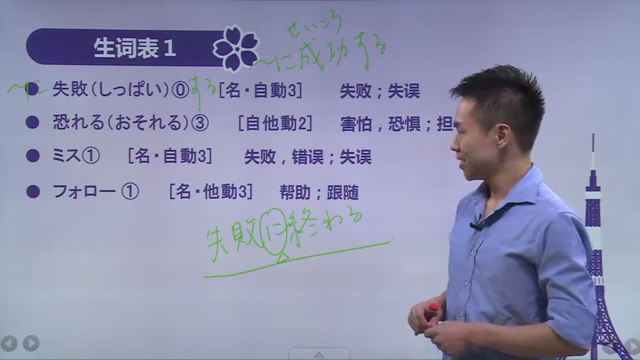 せいこう
生词表1
～に成功する
～に 失敗(しっぱい)⓪する [名・自動3] 失败;失误
恐れる(おそれる)③ [自他動2] 害怕,恐惧;担
ミス① [名・自動3] 失败,错误;失误
フォロー① [名・他動3] 帮助;跟随
失敗に終わる